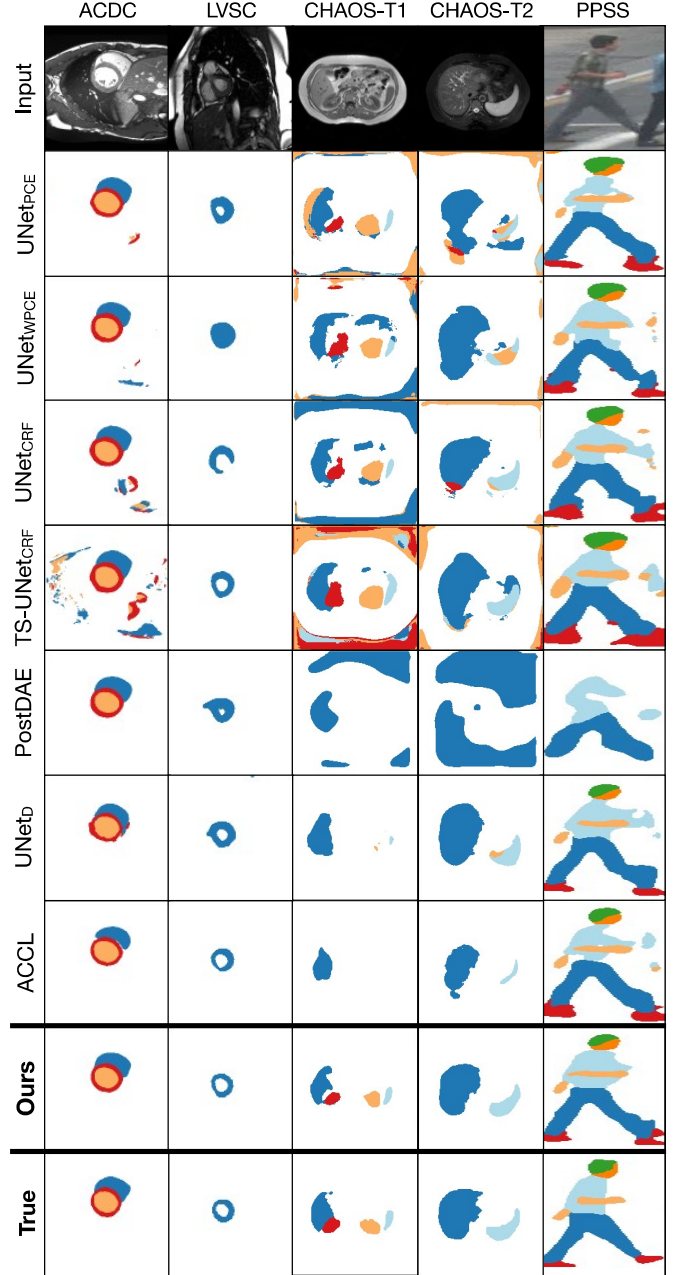 ACDC LVSC CHAOS-T1 CHAOS-T2 PPSS
Input
UNetPCE
UNetWPCE
UNetCRF
TS-UNetCRF
PostDAE
UNetD
ACCL
Ours
True